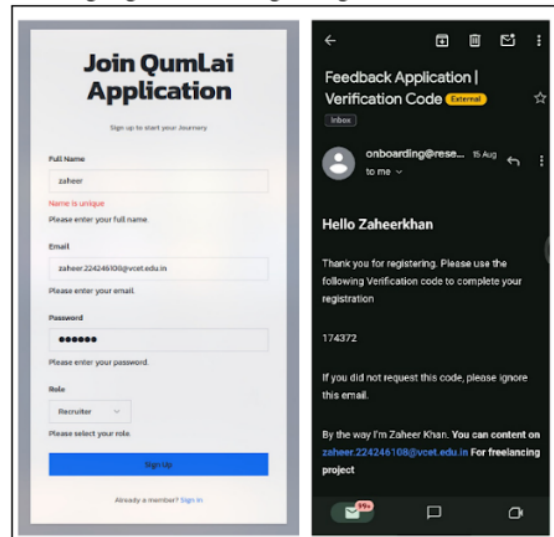 Join QumLai
Application
Sign up to start your Journery
Full Name
zaheer
Name is unique
Please enter your full name.
Email
zaheer.224246108@vcet.edu.in
Please enter your email.
Password
Please enter your password.
Role
Recruiter
Please select your role.
Sign Up
Already a member? Sign In
Feedback Application |
Verification Code External
Inbox
onboarding@rese... 15 Aug
to me
Hello Zaheerkhan
Thank you for registering. Please use the
following Verification code to complete your
registration
174372
If you did not request this code, please ignore
this email.
By the way I'm Zaheer Khan. You can content on
zaheer.224246108@vcet.edu.in For freelancing
project
99+